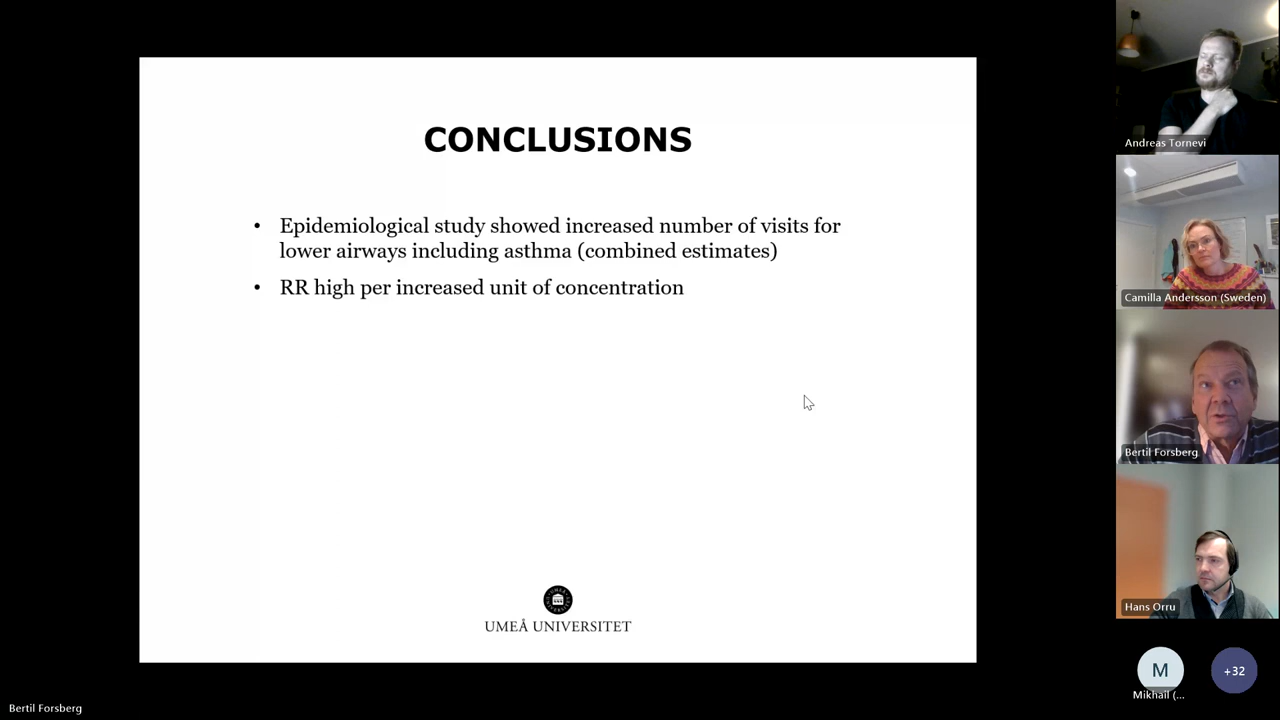 CONCLUSIONS
• Epidemiological study showed increased number of visits for
lower airways including asthma (combined estimates)
• RR high per increased unit of concentration
UMEÅ UNIVERSITET
Andreas Tornevi
Camilla Andersson (Sweden)
Bertil Forsberg
Hans Orru
M
Mikhail (...
+32
Bertil Forsberg